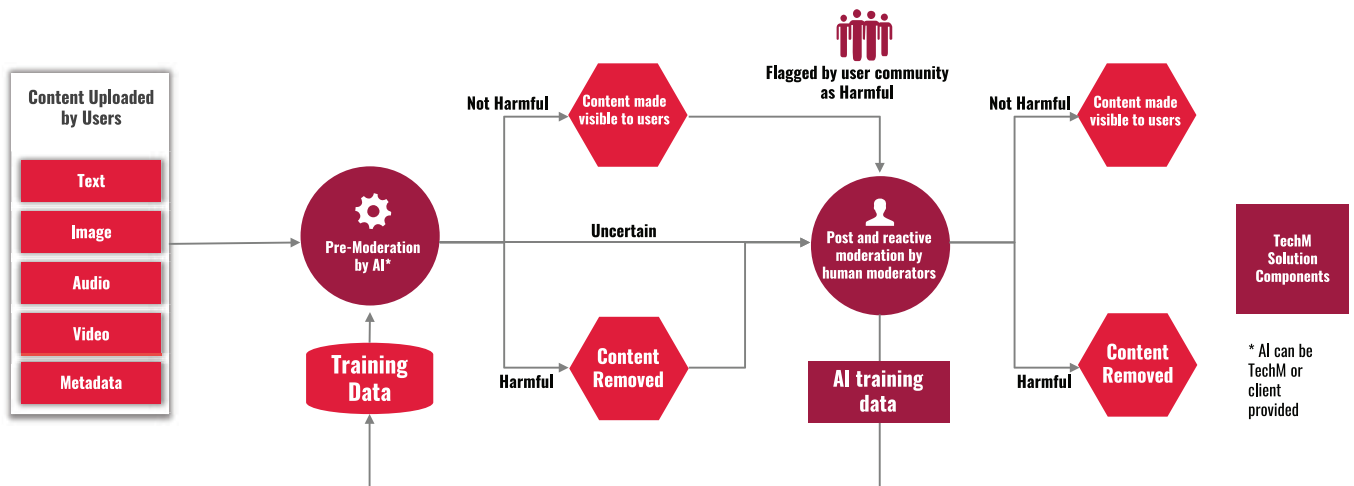 Content Uploaded
by Users
Text
Image
Audio
Video
Metadata
Pre-Moderation
by AI*
Training
Data
Not Harmful
Content made
visible to users
Uncertain
Harmful
Content
Removed
Flagged by user community
as Harmful
Post and reactive
moderation by
human moderators
AI training
data
Not Harmful
Content made
visible to users
Harmful
Content
Removed
TechM
Solution
Components
* AI can be
TechM or
client
provided